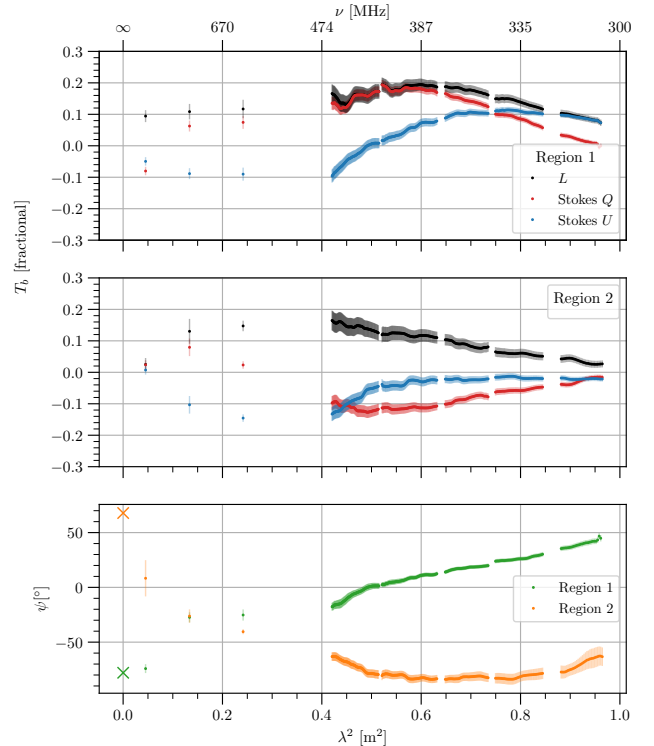 ν [MHz]
∞ 670 474 387 335 300
0.3
0.2
0.1
0.0
−0.1
−0.2
−0.3
Region 1
L
Stokes Q
Stokes U
T_b [fractional]
0.3
0.2
0.1
0.0
−0.1
−0.2
−0.3
Region 2
50
0
−50
ψ[°]
Region 1
Region 2
0.0 0.2 0.4 0.6 0.8 1.0
λ² [m²]